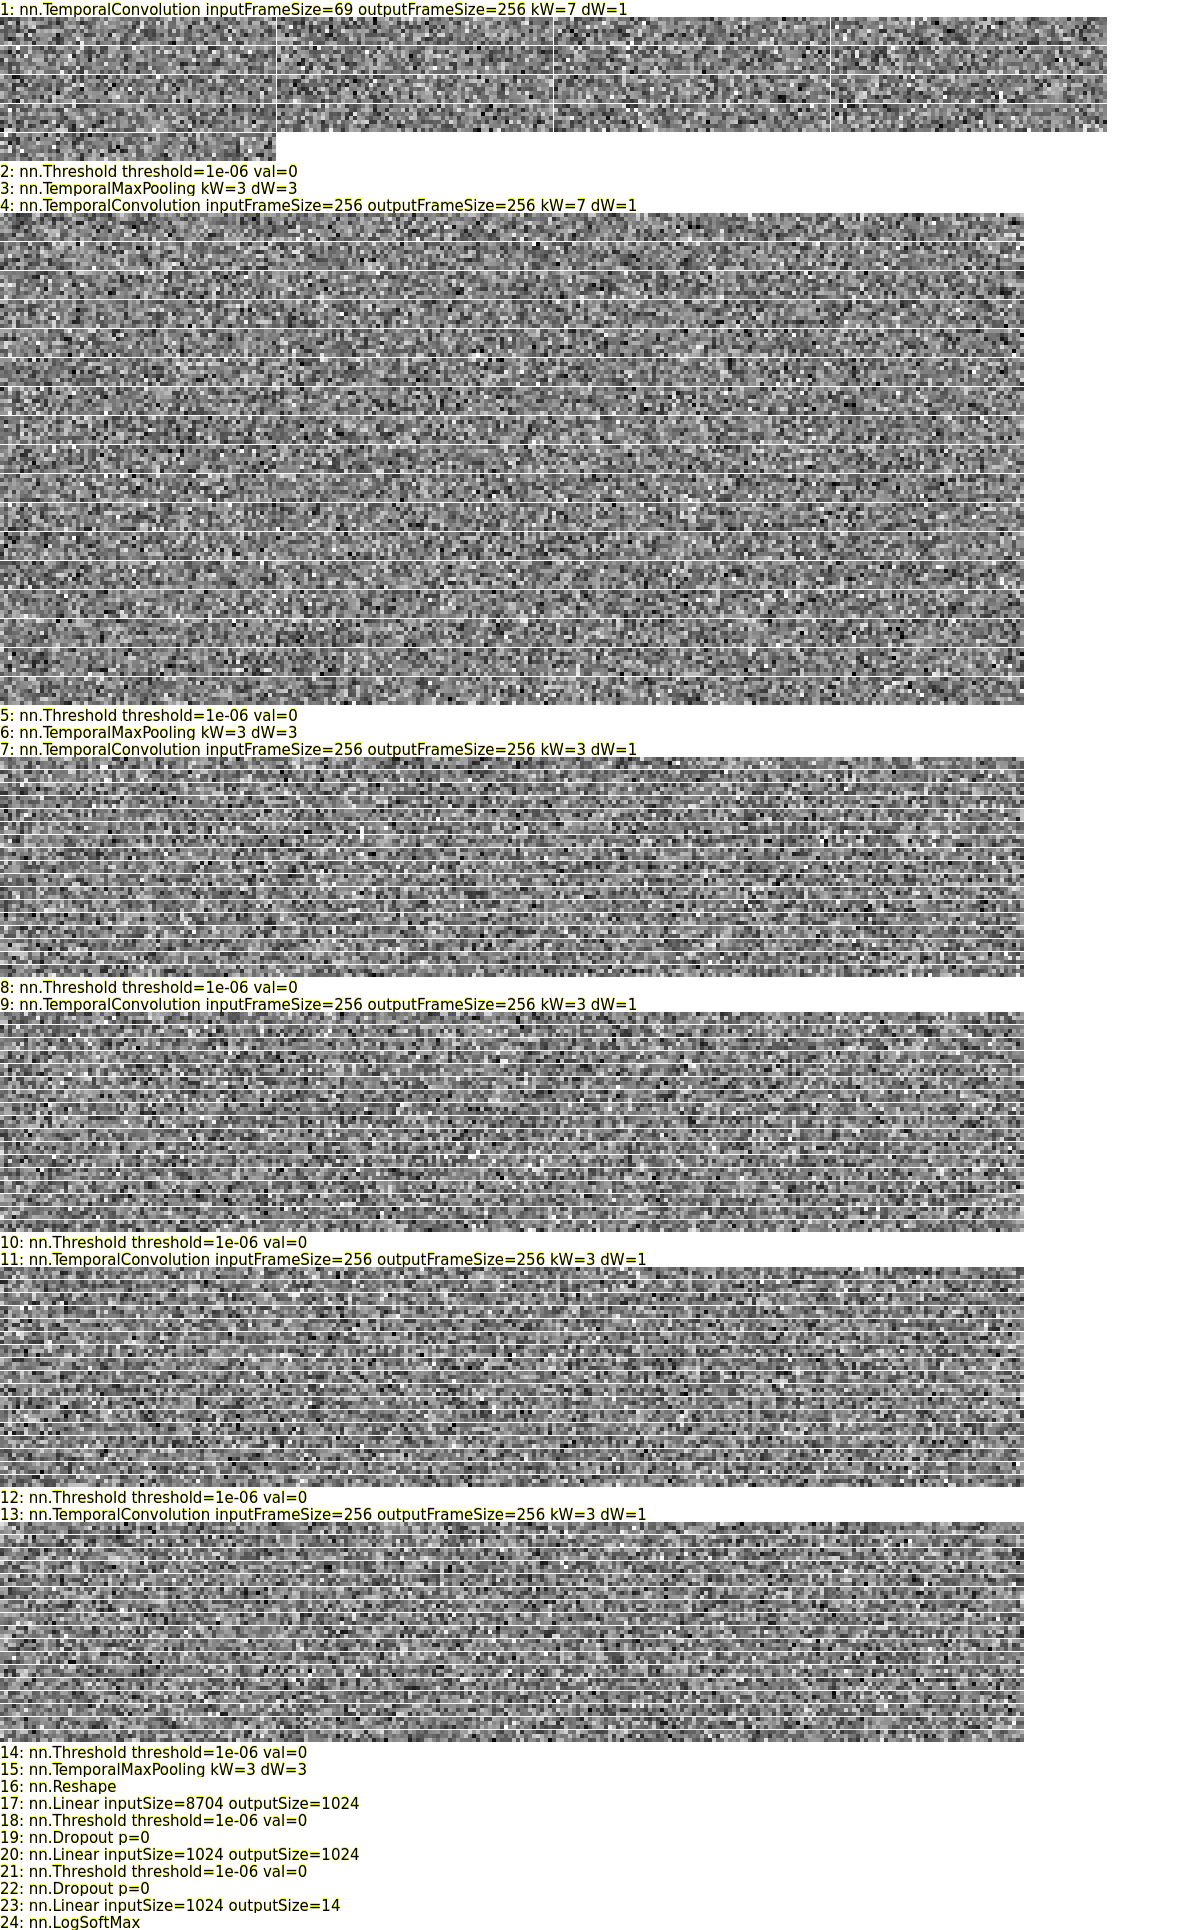 1: nn.TemporalConvolution inputFrameSize=69 outputFrameSize=256 kW=7 dW=1
2: nn.Threshold threshold=1e-06 val=0
3: nn.TemporalMaxPooling kW=3 dW=3
4: nn.TemporalConvolution inputFrameSize=256 outputFrameSize=256 kW=7 dW=1
5: nn.Threshold threshold=1e-06 val=0
6: nn.TemporalMaxPooling kW=3 dW=3
7: nn.TemporalConvolution inputFrameSize=256 outputFrameSize=256 kW=3 dW=1
8: nn.Threshold threshold=1e-06 val=0
9: nn.TemporalConvolution inputFrameSize=256 outputFrameSize=256 kW=3 dW=1
10: nn.Threshold threshold=1e-06 val=0
11: nn.TemporalConvolution inputFrameSize=256 outputFrameSize=256 kW=3 dW=1
12: nn.Threshold threshold=1e-06 val=0
13: nn.TemporalConvolution inputFrameSize=256 outputFrameSize=256 kW=3 dW=1
14: nn.Threshold threshold=1e-06 val=0
15: nn.TemporalMaxPooling kW=3 dW=3
16: nn.Reshape
17: nn.Linear inputSize=8704 outputSize=1024
18: nn.Threshold threshold=1e-06 val=0
19: nn.Dropout p=0
20: nn.Linear inputSize=1024 outputSize=1024
21: nn.Threshold threshold=1e-06 val=0
22: nn.Dropout p=0
23: nn.Linear inputSize=1024 outputSize=14
24: nn.LogSoftMax